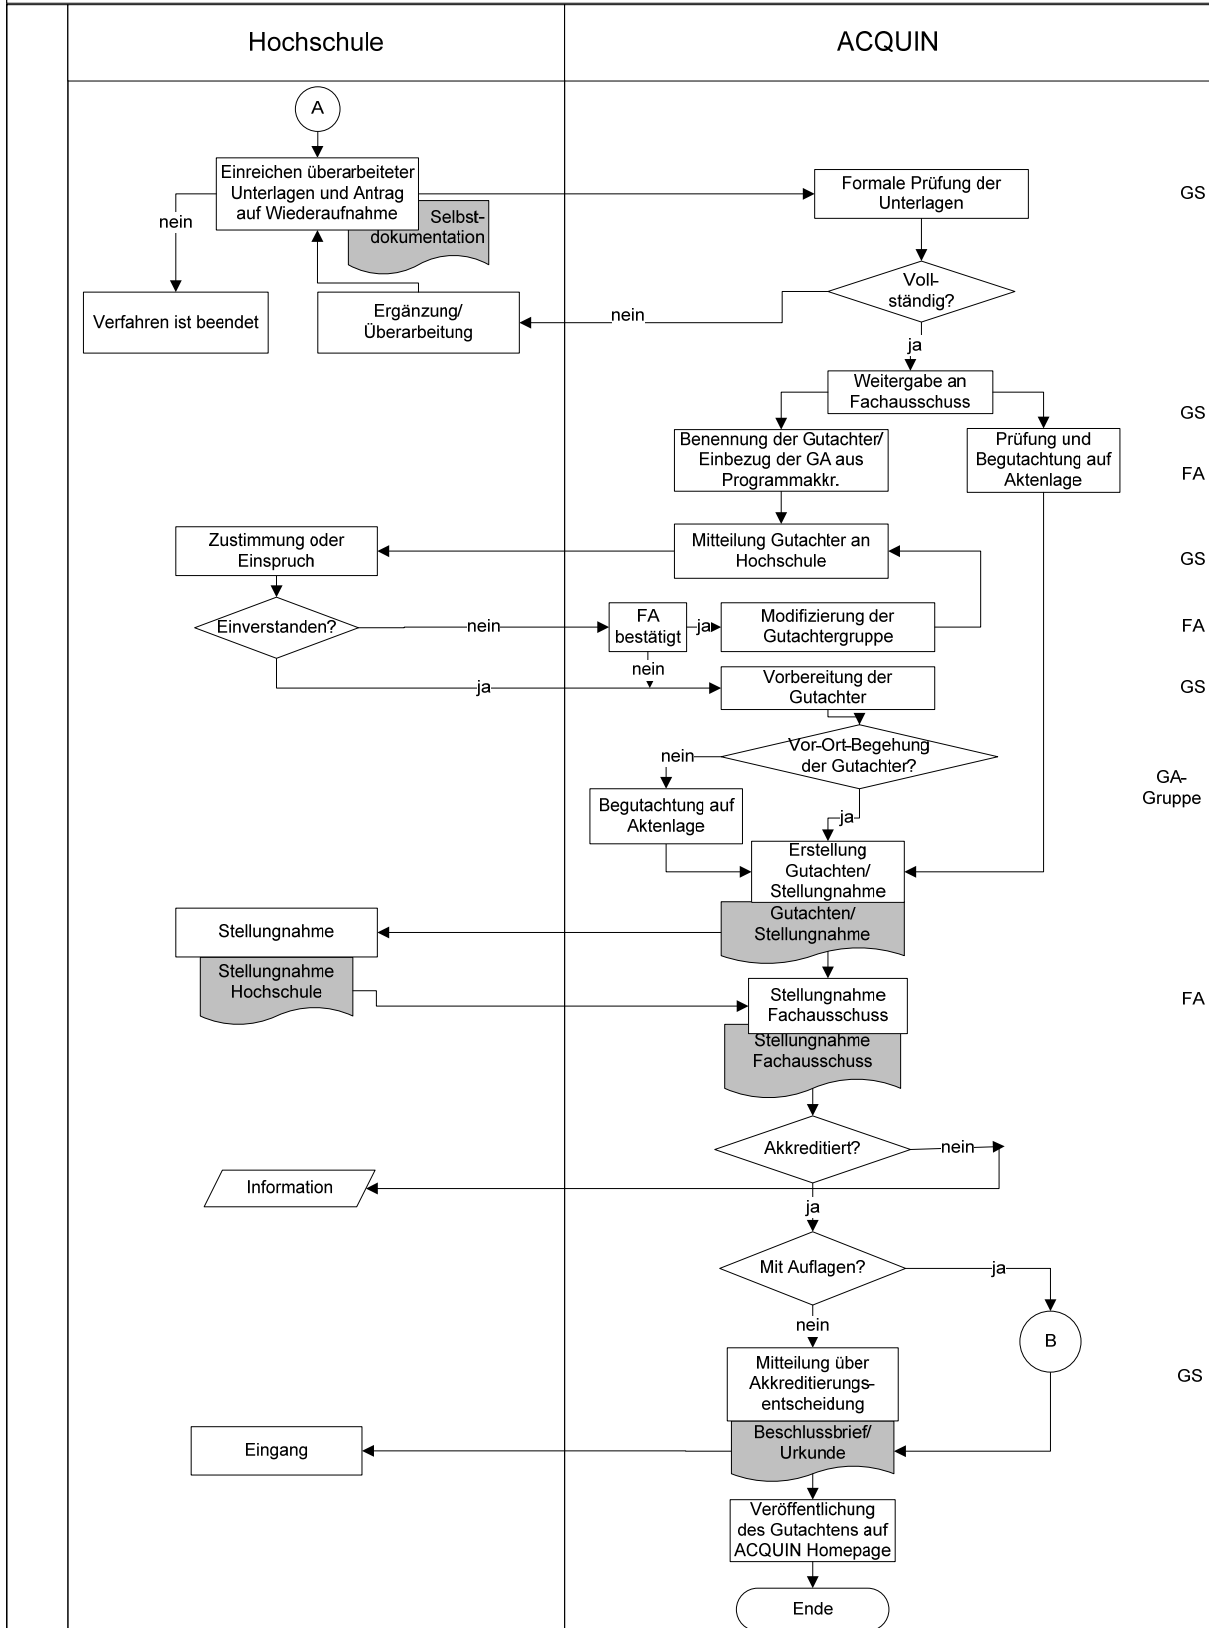 Hochschule
ACQUIN
A
Einreichen überarbeiteter
Unterlagen und Antrag
auf Wiederaufnahme
Selbst-
dokumentation
Formale Prüfung der
Unterlagen
GS
nein
Voll-
ständig?
Verfahren ist beendet
Ergänzung/
Überarbeitung
nein
ja
Weitergabe an
Fachausschuss
GS
Benennung der Gutachter/
Einbezug der GA aus
Programmakkr.
Prüfung und
Begutachtung auf
Aktenlage
FA
Zustimmung oder
Einspruch
Mitteilung Gutachter an
Hochschule
GS
Einverstanden?
nein
FA
bestätigt
ja
Modifizierung der
Gutachtergruppe
FA
nein
ja
Vorbereitung der
Gutachter
GS
Vor-Ort-Begehung
der Gutachter?
nein
GA-
Gruppe
Begutachtung auf
Aktenlage
ja
Erstellung
Gutachten/
Stellungnahme
Gutachten/
Stellungnahme
Stellungnahme
Stellungnahme
Hochschule
Stellungnahme
Fachausschuss
FA
Stellungnahme
Fachausschuss
Akkreditiert?
nein
Information
ja
Mit Auflagen?
ja
nein
B
Mitteilung über
Akkreditierungs-
entscheidung
GS
Eingang
Beschlussbrief/
Urkunde
Veröffentlichung
des Gutachtens auf
ACQUIN Homepage
Ende